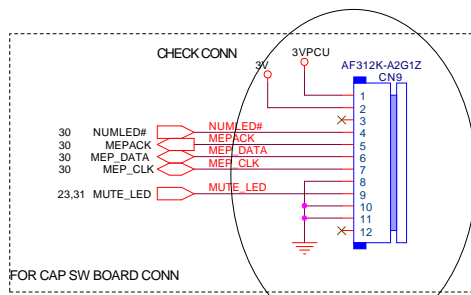 CHECK CONN
3VPCU
3V
AF312K-A2G1Z
CN9
1
2
3
30 NUMLED# NUMLED# 4
30 MEPACK MEPACK 5
30 MEP_DATA MEP_DATA 6
30 MEP_CLK MEP_CLK 7
8
23,31 MUTE_LED MUTE_LED 9
10
11
12
FOR CAP SW BOARD CONN